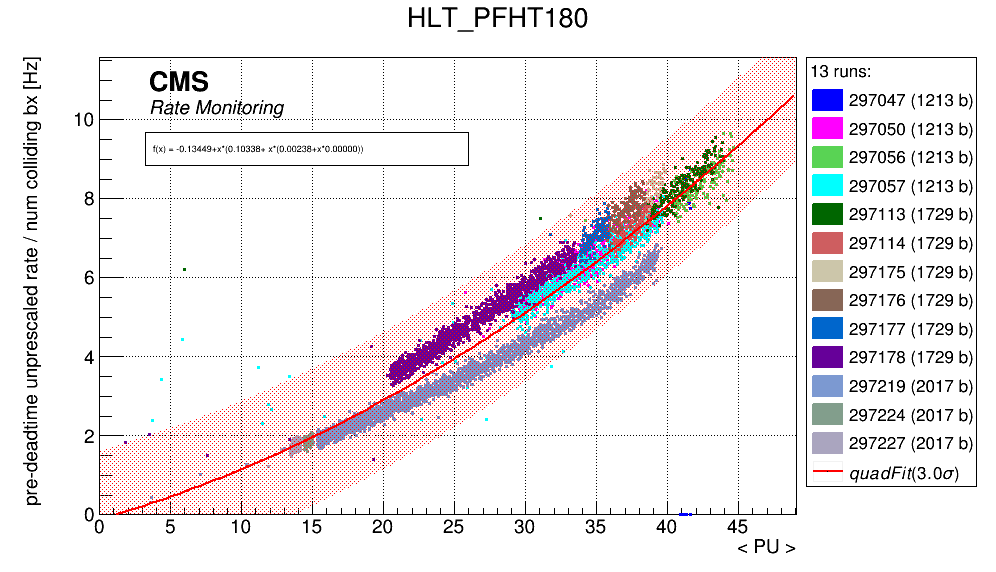 HLT_PFHT180
pre-deadtime unprescaled rate / num colliding bx [Hz]
CMS
Rate Monitoring
f(x) = -0.13449+x*(0.10338+ x*(0.00238+x*0.00000))
10
8
6
4
2
0
0 5 10 15 20 25 30 35 40 45
< PU >
13 runs:
297047 (1213 b)
297050 (1213 b)
297056 (1213 b)
297057 (1213 b)
297113 (1729 b)
297114 (1729 b)
297175 (1729 b)
297176 (1729 b)
297177 (1729 b)
297178 (1729 b)
297219 (2017 b)
297224 (2017 b)
297227 (2017 b)
quadFit(3.0σ)